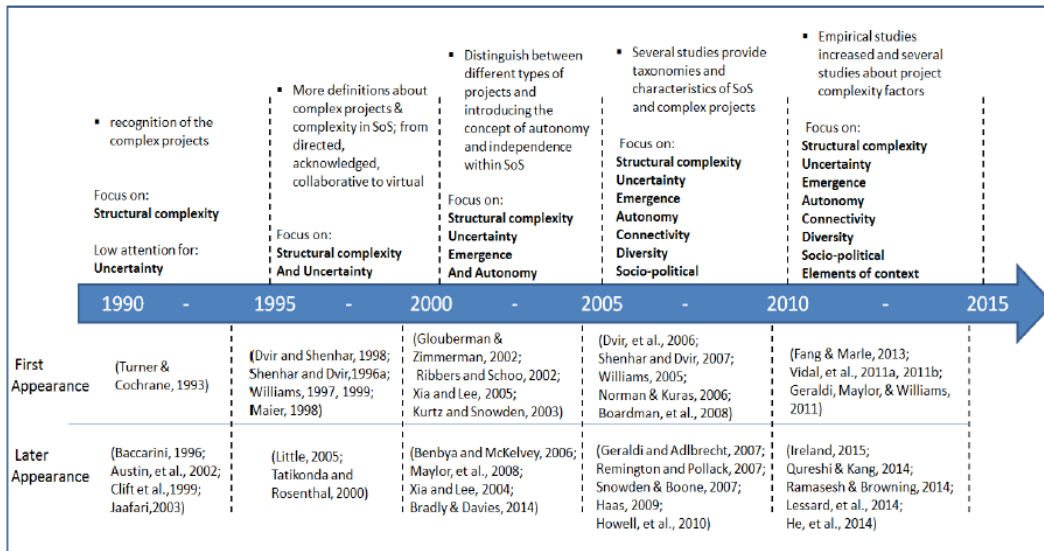 ▪ recognition of the
complex projects
Focus on:
Structural complexity
Low attention for:
Uncertainty
▪ More definitions about
complex projects &
complexity in SoS; from
directed,
acknowledged,
collaborative to virtual
Focus on:
Structural complexity
And Uncertainty
▪ Distinguish between
different types of
projects and
introducing the
concept of autonomy
and independence
within SoS
Focus on:
Structural complexity
Uncertainty
Emergence
And Autonomy
▪ Several studies provide
taxonomies and
characteristics of SoS
and complex projects
Focus on:
Structural complexity
Uncertainty
Emergence
Autonomy
Connectivity
Diversity
Socio-political
▪ Empirical studies
increased and several
studies about project
complexity factors
Focus on:
Structural complexity
Uncertainty
Emergence
Autonomy
Connectivity
Diversity
Socio-political
Elements of context
1990 - 1995 - 2000 - 2005 - 2010 - 2015
First
Appearance
(Turner &
Cochrane, 1993)
(Dvir and Shenhar, 1998;
Shenhar and Dvir,1996a;
Williams, 1997, 1999;
Maier, 1998)
(Glouberman &
Zimmerman, 2002;
Ribbers and Schoo, 2002;
Xia and Lee, 2005;
Kurtz and Snowden, 2003)
(Dvir, et al., 2006;
Shenhar and Dvir, 2007;
Williams, 2005;
Norman & Kuras, 2006;
Boardman, et al., 2008)
(Fang & Marle, 2013;
Vidal, et al., 2011a, 2011b;
Geraldi, Maylor, & Williams,
2011)
Later
Appearance
(Baccarini, 1996;
Austin, et al., 2002;
Clift et al.,1999;
Jaafari,2003)
(Little, 2005;
Tatikonda and
Rosenthal, 2000)
(Benbya and McKelvey, 2006;
Maylor, et al., 2008;
Xia and Lee, 2004;
Bradly & Davies, 2014)
(Geraldi and Adlbrecht, 2007;
Remington and Pollack, 2007;
Snowden & Boone, 2007;
Haas, 2009;
Howell, et al., 2010)
(Ireland, 2015;
Qureshi & Kang, 2014;
Ramasesh & Browning, 2014;
Lessard, et al., 2014;
He, et al., 2014)